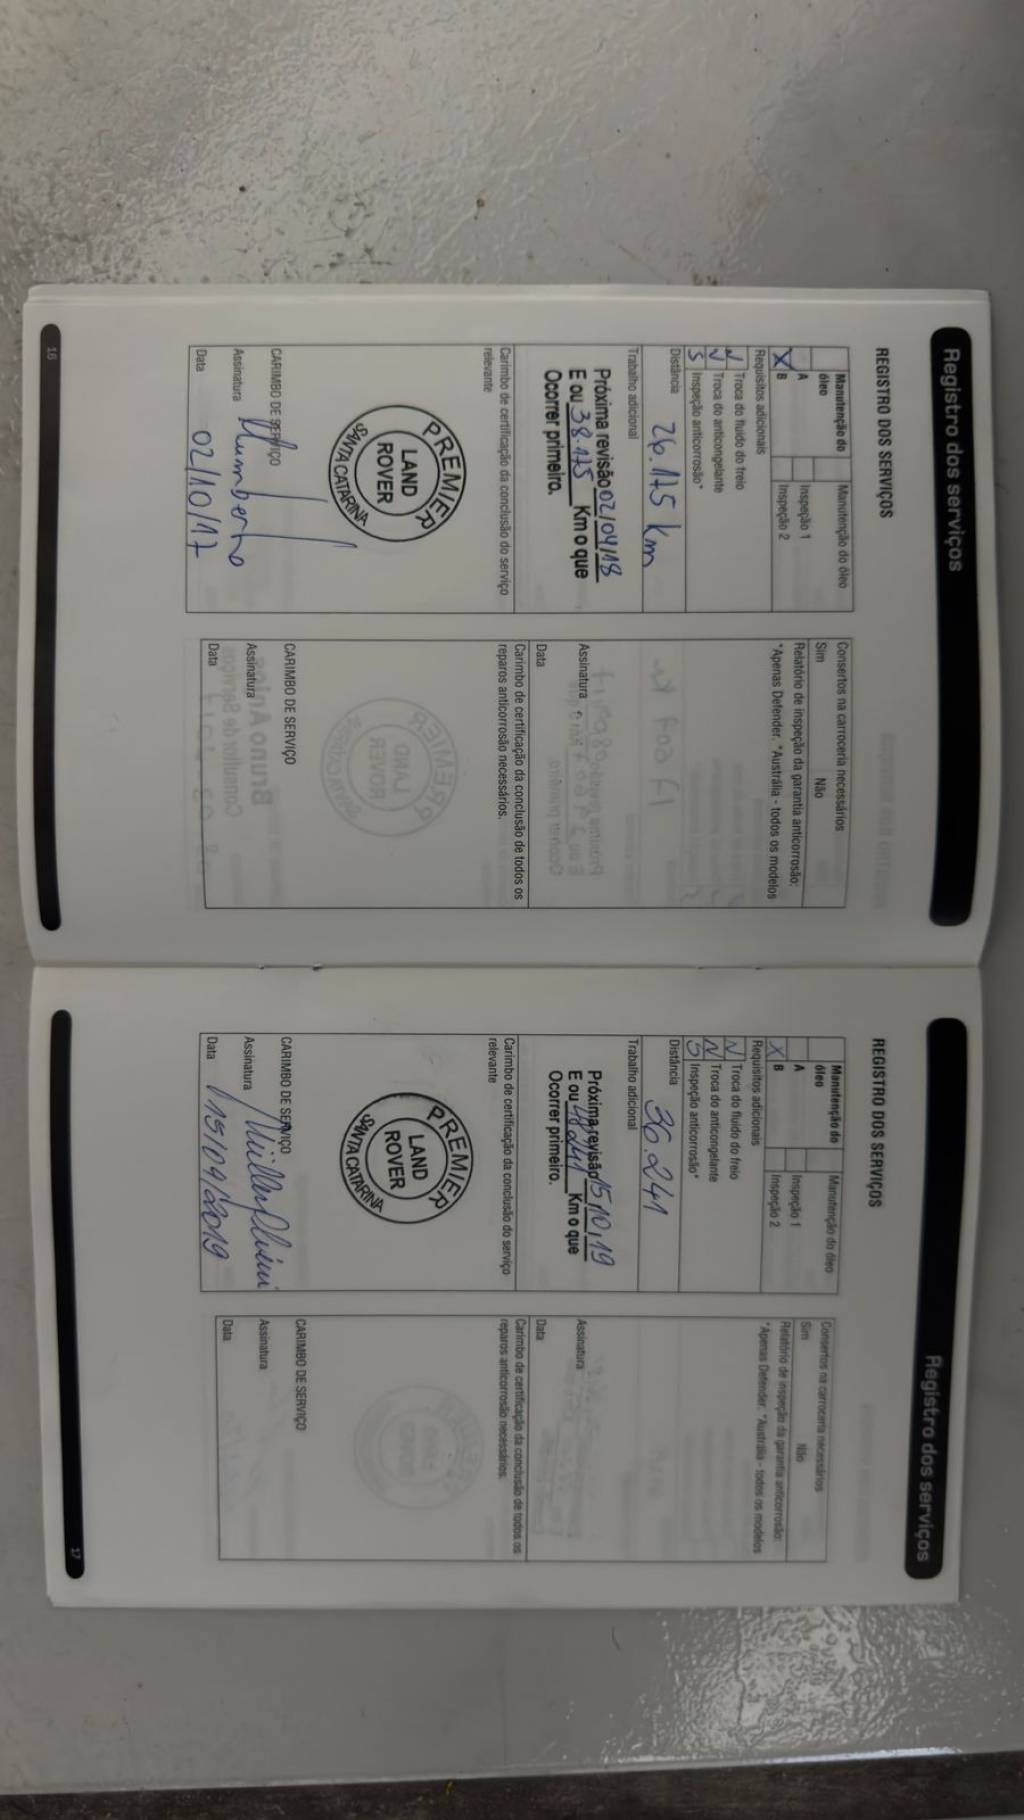 Registro dos serviços
REGISTRO DOS SERVIÇOS
Manutenção do óleo
Manutenção do óleo
A
Inspeção 1
X B
Inspeção 2
Requisitos adicionais
N Troca do fluido do freio
N Troca do anticongelante
S Inspeção anticorrosão*
Distância
26.175 Km
Trabalho adicional
Próxima revisão 02/04/18
E ou 38.175 Km o que
Ocorrer primeiro.
Carimbo de certificação da conclusão do serviço
relevante
PREMIER
LAND
ROVER
SANTA CATARINA
CARIMBO DE SERVIÇO
Assinatura Humberto
Data 02/10/17
Consertos na carroceria necessários
Sim Não
Relatório de inspeção da garantia anticorrosão:
*Apenas Defender. *Austrália - todos os modelos
Assinatura
Data
Carimbo de certificação da conclusão de todos os
reparos anticorrosão necessários.
CARIMBO DE SERVIÇO
Assinatura
Data
16
Registro dos serviços
REGISTRO DOS SERVIÇOS
Manutenção do óleo
Manutenção do óleo
A
Inspeção 1
X B
Inspeção 2
Requisitos adicionais
N Troca do fluido do freio
N Troca do anticongelante
S Inspeção anticorrosão*
Distância
36.241
Trabalho adicional
Próxima revisão 15/10/19
E ou 48.241 Km o que
Ocorrer primeiro.
Carimbo de certificação da conclusão do serviço
relevante
PREMIER
LAND
ROVER
SANTA CATARINA
CARIMBO DE SERVIÇO
Assinatura
Data 15/04/2019
Consertos na carroceria necessários
Sim Não
Relatório de inspeção da garantia anticorrosão:
*Apenas Defender. *Austrália - todos os modelos
Assinatura
Data
Carimbo de certificação da conclusão de todos os
reparos anticorrosão necessários.
CARIMBO DE SERVIÇO
Assinatura
Data
17